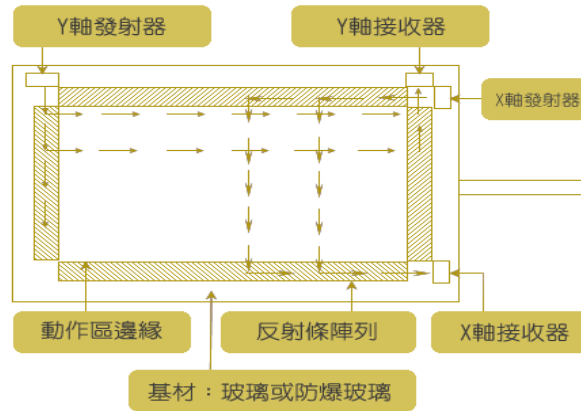 Y軸發射器
Y軸接收器
X軸發射器
動作區邊緣
反射條陣列
X軸接收器
基材：玻璃或防爆玻璃